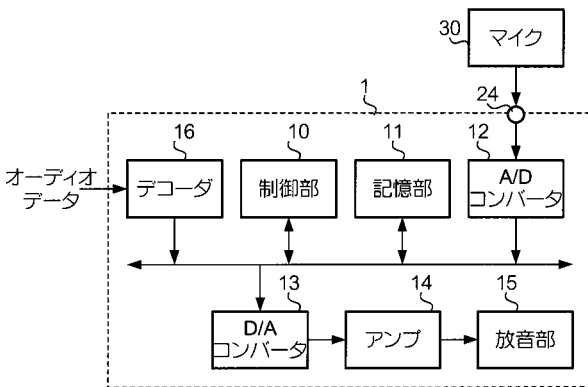 30
マイク
1
24
16
10
11
12
オーディオ
データ
デコーダ
制御部
記憶部
A/D
コンバータ
13
14
15
D/A
コンバータ
アンプ
放音部